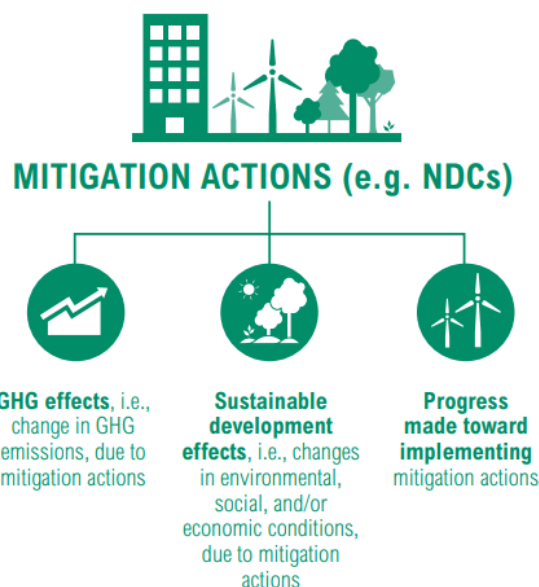 MITIGATION ACTIONS (e.g. NDCs)
GHG effects, i.e.,
change in GHG
emissions, due to
mitigation actions
Sustainable
development
effects, i.e., changes
in environmental,
social, and/or
economic conditions,
due to mitigation
actions
Progress
made toward
implementing
mitigation actions